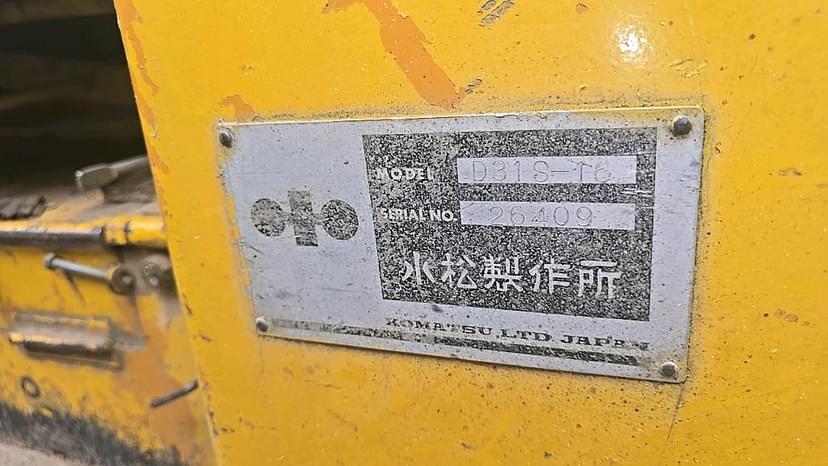 MODEL D31S-16
SERIAL NO. 26409
小松製作所
KOMATSU, LTD JAPAN